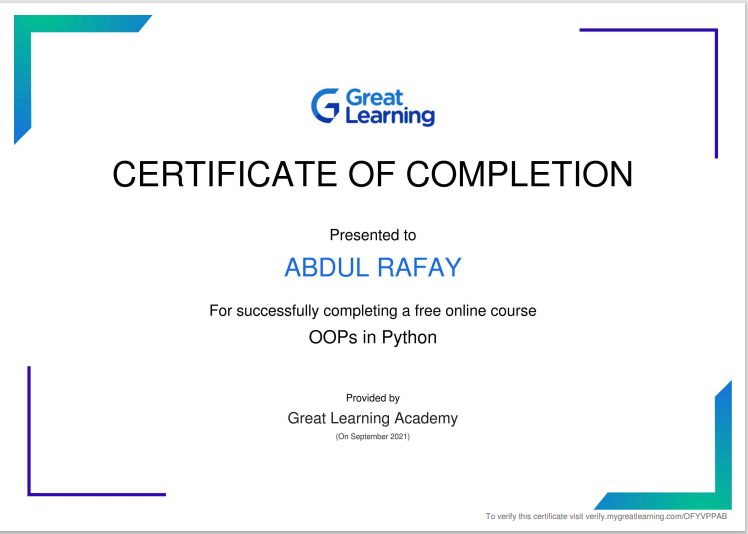 Great
Learning
CERTIFICATE OF COMPLETION
Presented to
ABDUL RAFAY
For successfully completing a free online course
OOPs in Python
Provided by
Great Learning Academy
(On September 2021)
To verify this certificate visit verify.mygreatlearning.com/OFYVPPAB